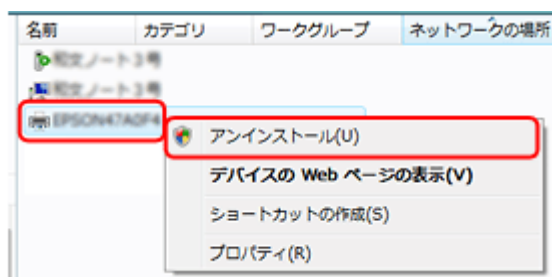 名前 カテゴリ ワークグループ ネットワークの場所
EPSON47A0F4
アンインストール(U)
デバイスの Web ページの表示(V)
ショートカットの作成(S)
プロパティ(R)